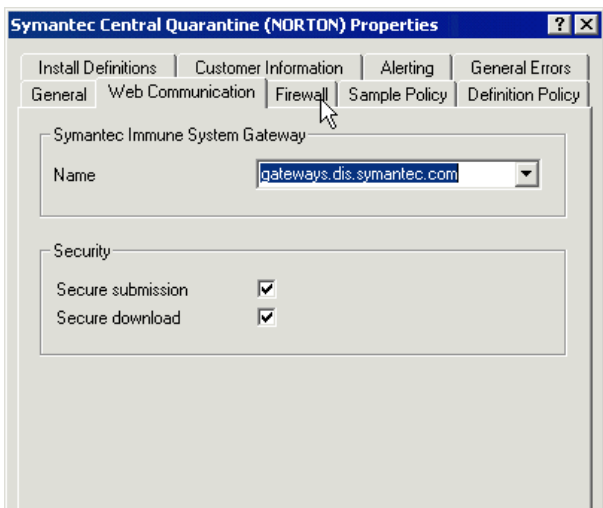 Symantec Central Quarantine (NORTON) Properties
Install Definitions Customer Information Alerting General Errors
General Web Communication Firewall Sample Policy Definition Policy
Symantec Immune System Gateway
Name gateways.dis.symantec.com
Security
Secure submission
Secure download